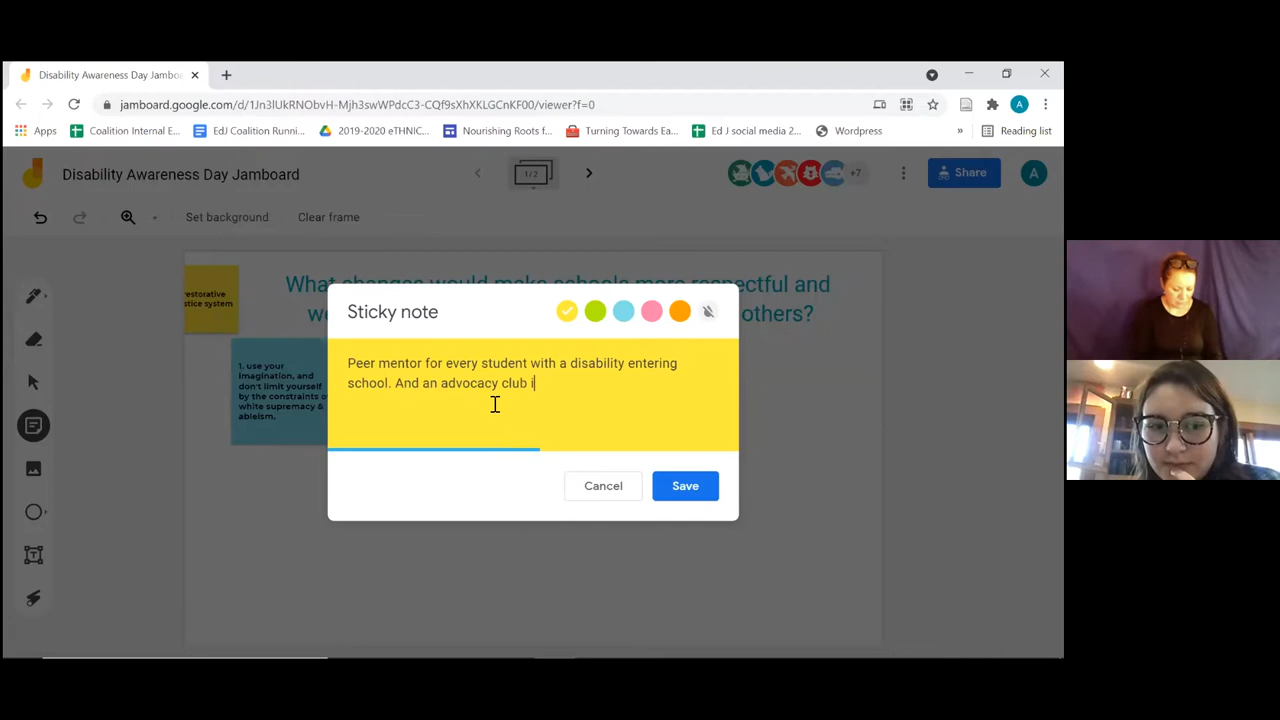 Disability Awareness Day Jambo
jamboard.google.com/d/1Jn3lUkRNObvH-Mjh3swWPdcC3-CQf9sXhXKLGCnKF00/viewer?f=0
Apps
Coalition Internal E...
EdJ Coalition Runni...
2019-2020 eTHNIC...
Nourishing Roots f...
Turning Towards Ea...
Ed J social media 2...
Wordpress
»
Reading list
Disability Awareness Day Jamboard
1/2
+7
Share
A
Set background
Clear frame
estorative
stice system
What changes would make schools more respectful and
we
others?
1. use your
imagination, and
don't limit yourself
by the constraints o
white supremacy &
ableism.
Sticky note
Peer mentor for every student with a disability entering
school. And an advocacy club i
Cancel
Save